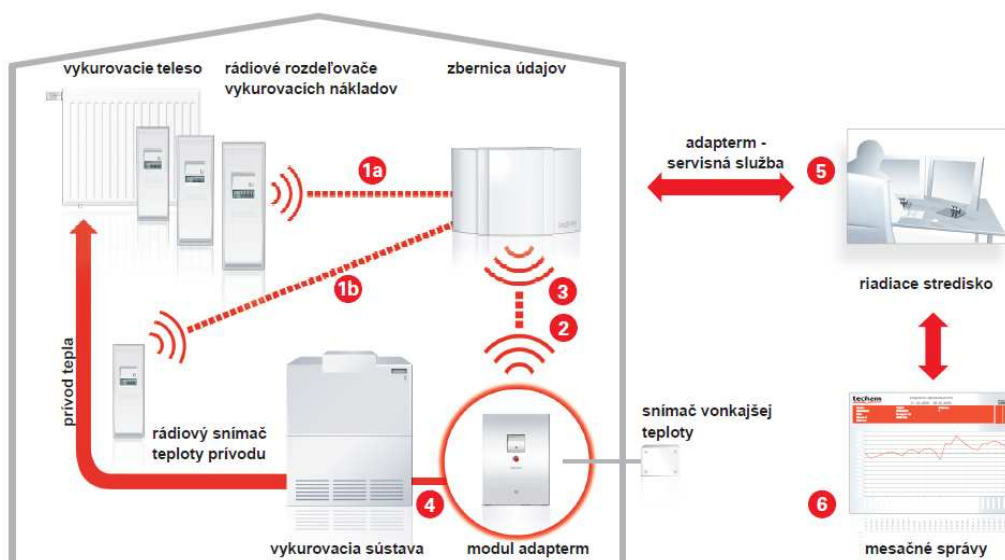 vykurovacie teleso
rádiové rozdeľovače
vykurovacích nákladov
zbernica údajov
1a
adapterm -
servisná služba
5
1b
3
2
riadiace stredisko
prívod tepla
rádiový snímač
teploty prívodu
snímač vonkajšej
teploty
techem
4
6
vykurovacia sústava
modul adapterm
mesačné správy